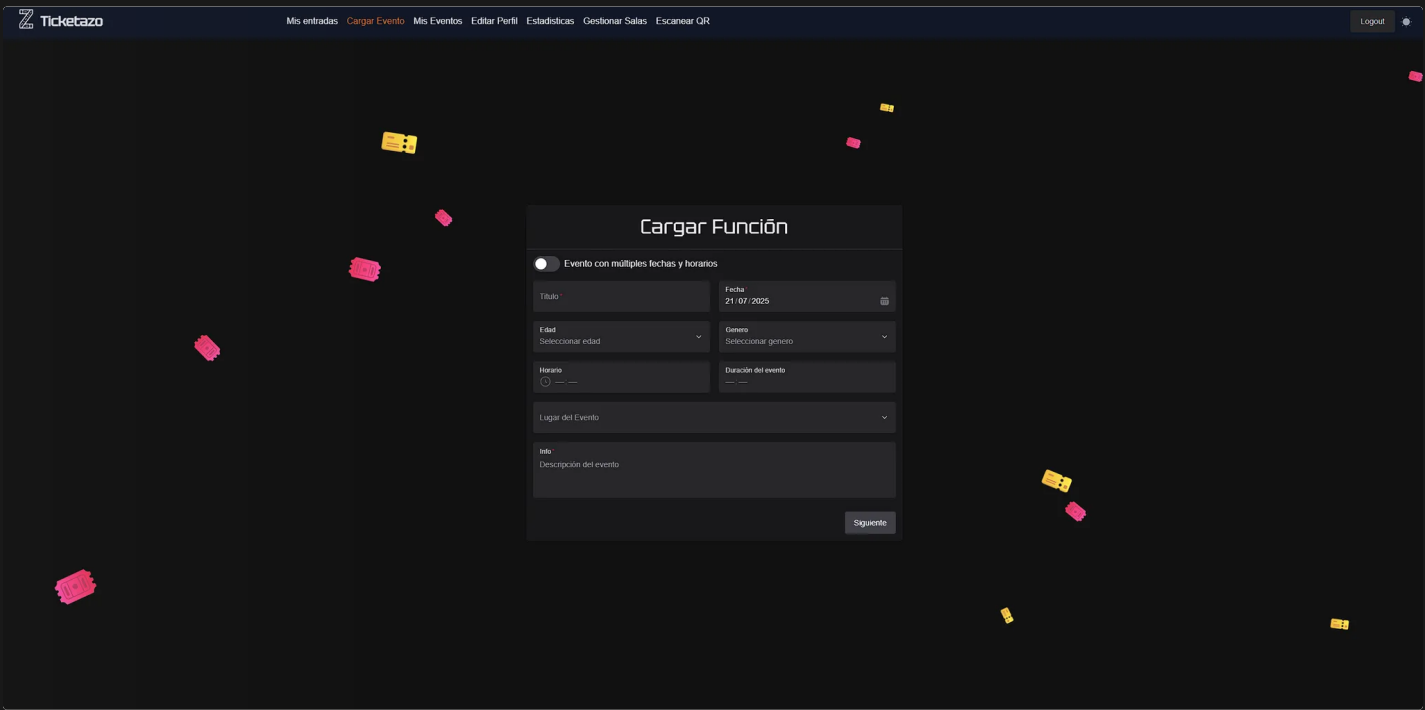 Ticketazo
Mis entradas Cargar Evento Mis Eventos Editar Perfil Estadisticas Gestionar Salas Escanear QR
Logout
Cargar Función
Evento con múltiples fechas y horarios
Título*
Fecha*
21/07/2025
Edad
Seleccionar edad
Genero
Seleccionar genero
Horario
Duración del evento
Lugar del Evento
Info*
Descripción del evento
Siguiente